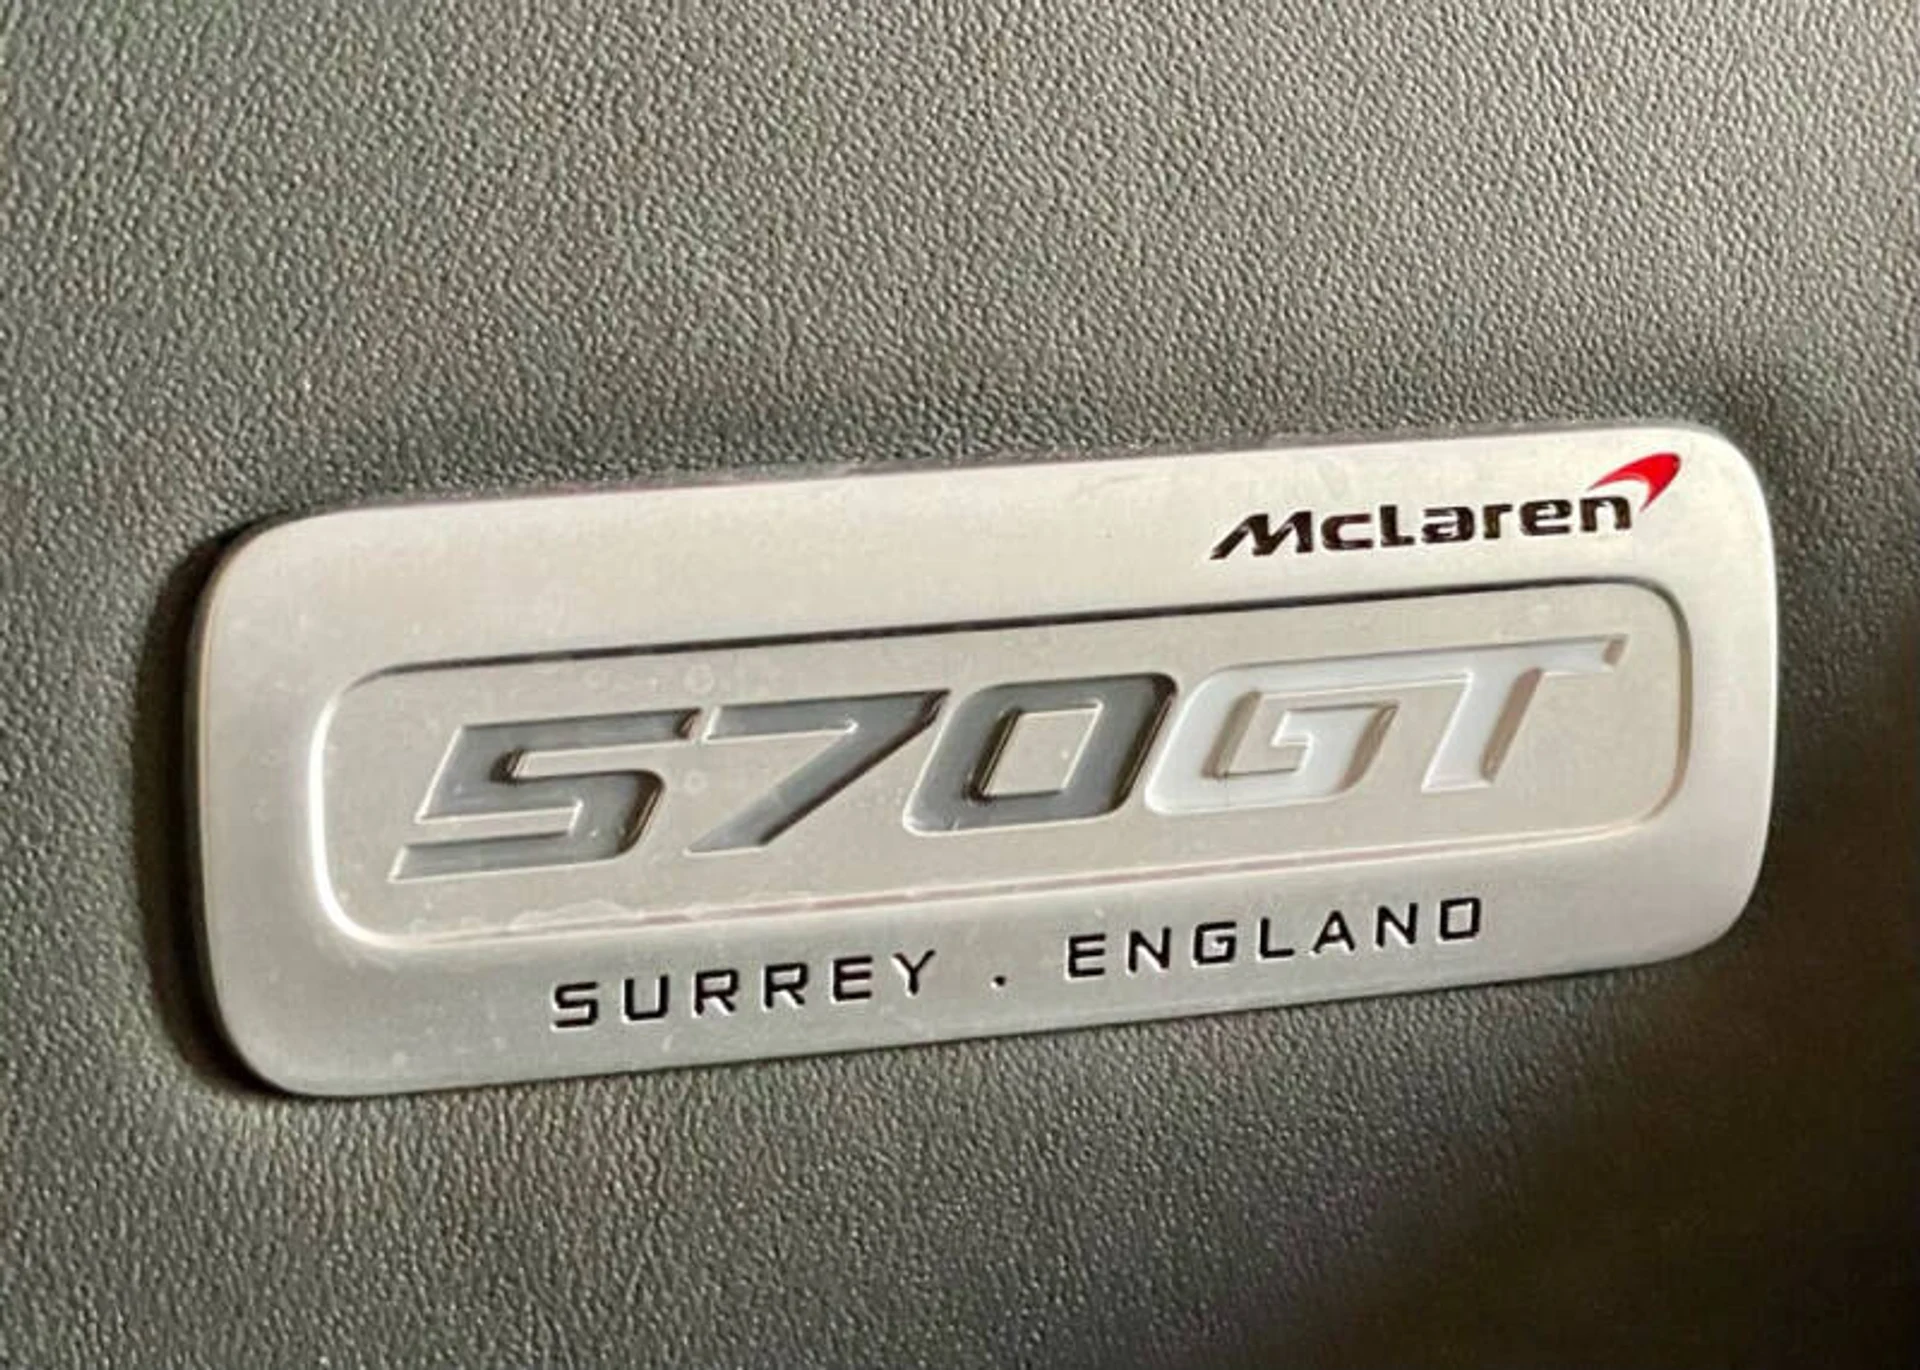 McLaren
570GT
SURREY . ENGLAND